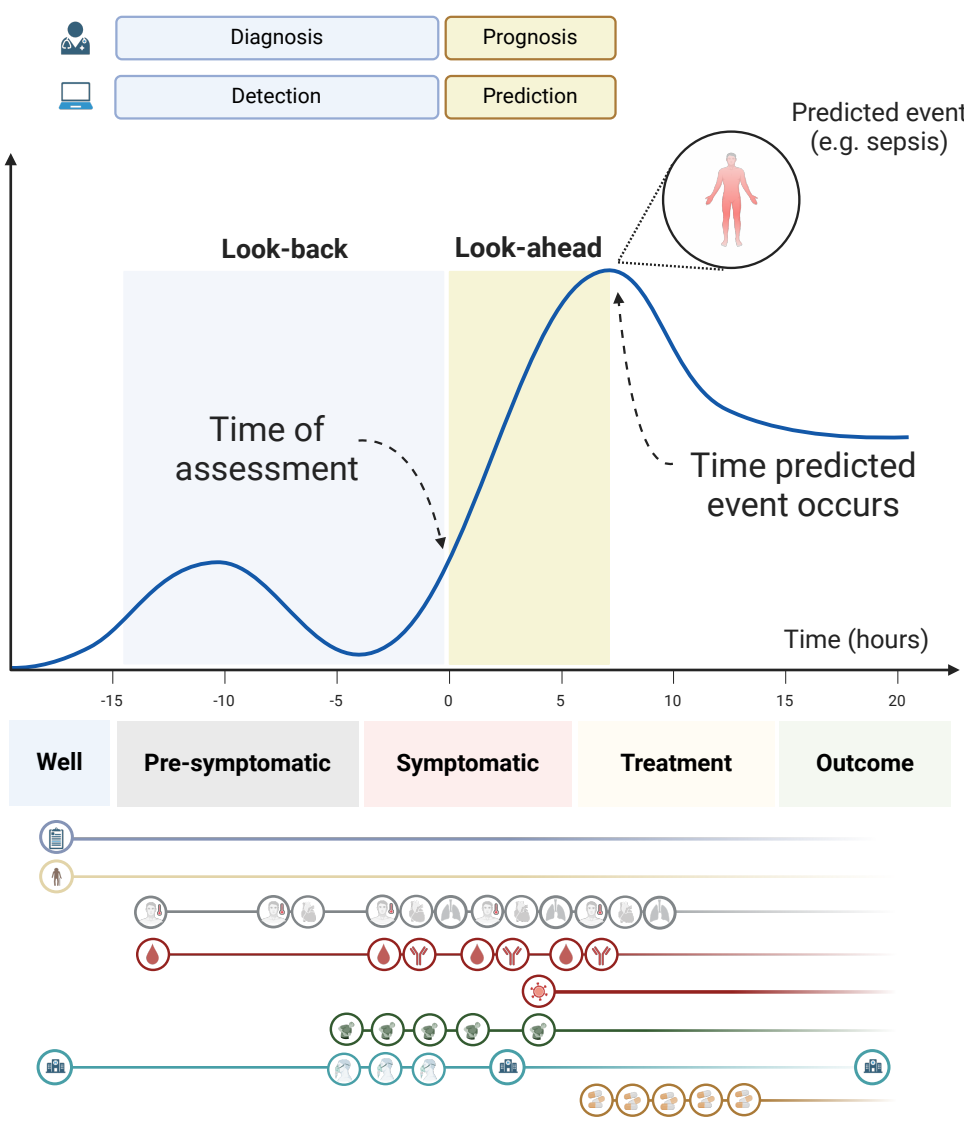 Diagnosis
Prognosis
Detection
Prediction
Predicted event
(e.g. sepsis)
Look-back
Look-ahead
Time of
assessment
Time predicted
event occurs
Time (hours)
-15
-10
-5
0
5
10
15
20
Well
Pre-symptomatic
Symptomatic
Treatment
Outcome